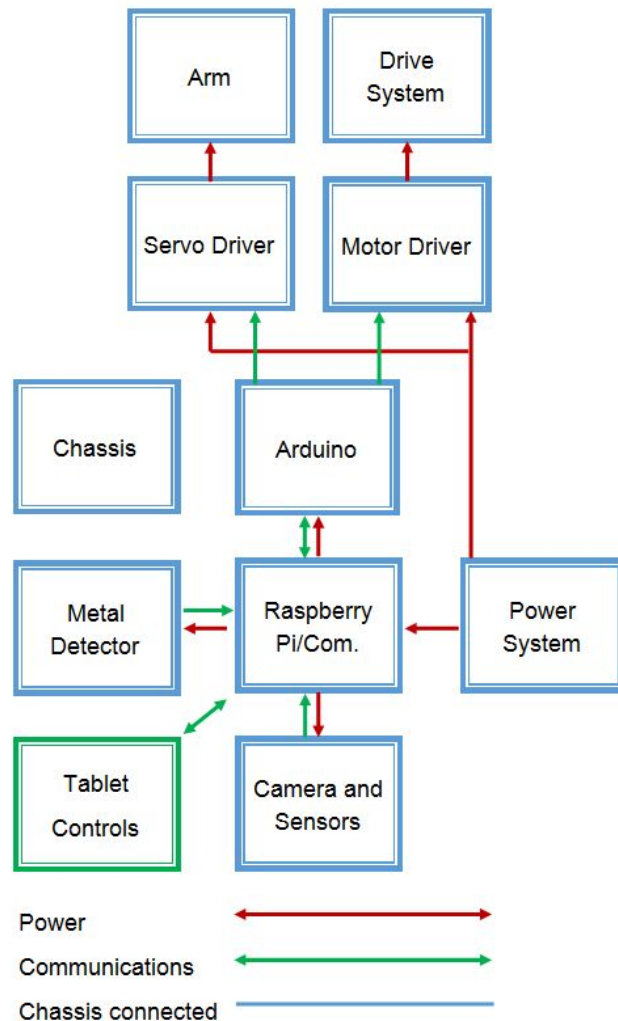 Arm
Drive
System
Servo Driver
Motor Driver
Chassis
Arduino
Metal
Detector
Raspberry
Pi/Com.
Power
System
Tablet
Controls
Camera and
Sensors
Power
Communications
Chassis connected